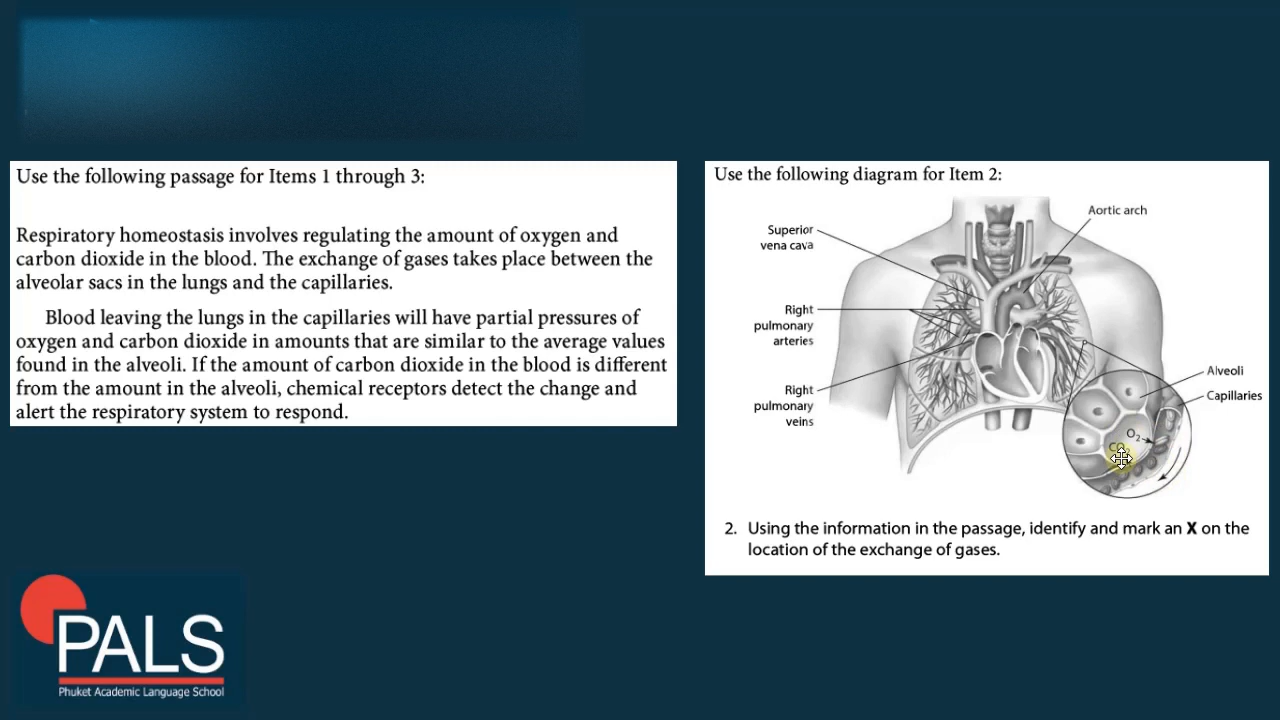 Use the following passage for Items 1 through 3:
Respiratory homeostasis involves regulating the amount of oxygen and
carbon dioxide in the blood. The exchange of gases takes place between the
alveolar sacs in the lungs and the capillaries.
Blood leaving the lungs in the capillaries will have partial pressures of
oxygen and carbon dioxide in amounts that are similar to the average values
found in the alveoli. If the amount of carbon dioxide in the blood is different
from the amount in the alveoli, chemical receptors detect the change and
alert the respiratory system to respond.
Use the following diagram for Item 2:
Aortic arch
Superior
vena cava
Right
pulmonary
arteries
Right
pulmonary
veins
Alveoli
Capillaries
O₂
CO₂
2. Using the information in the passage, identify and mark an X on the
location of the exchange of gases.
PALS
Phuket Academic Language School